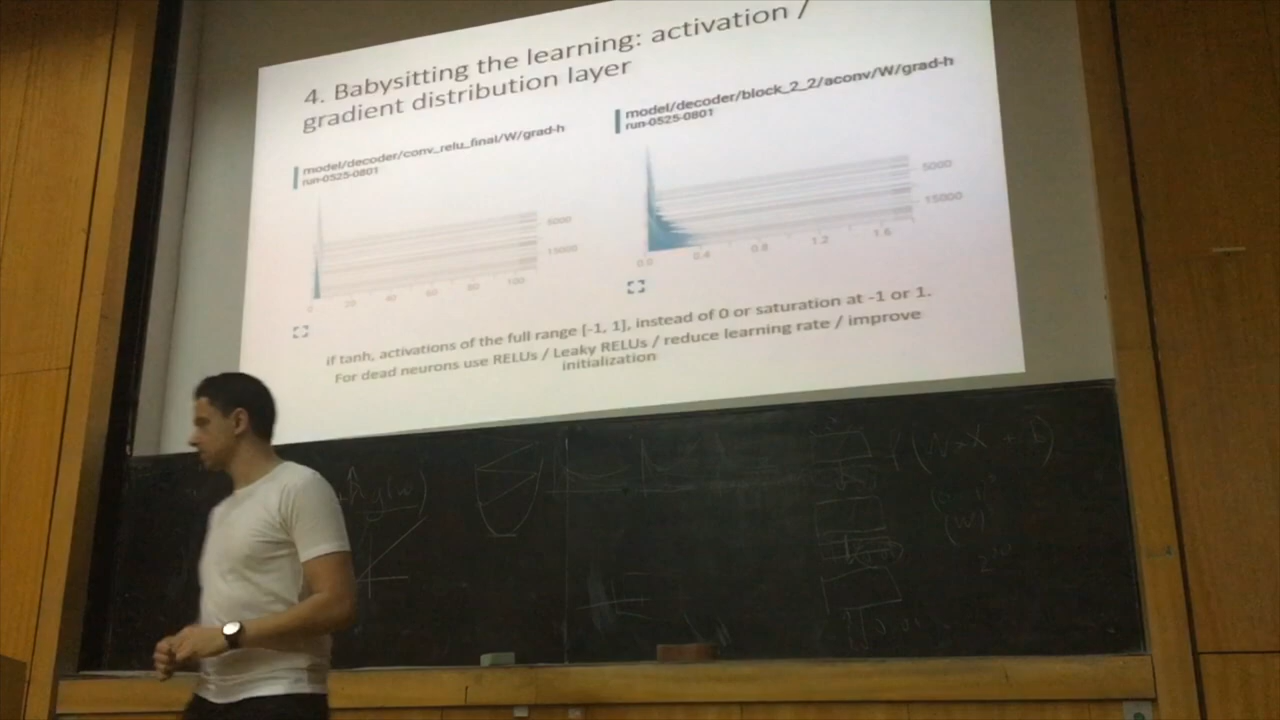 4. Babysitting the learning: activation /
gradient distribution layer
model/decoder/conv_relu_final/W/grad-h
run-0525-0801
5000
15000
0 20 40 60 80 100
model/decoder/block_2_2/aconv/W/grad-h
run-0525-0801
5000
15000
0.0 0.4 0.8 1.2 1.6
if tanh, activations of the full range [-1, 1], instead of 0 or saturation at -1 or 1.
For dead neurons use RELUs / Leaky RELUs / reduce learning rate / improve
initialization